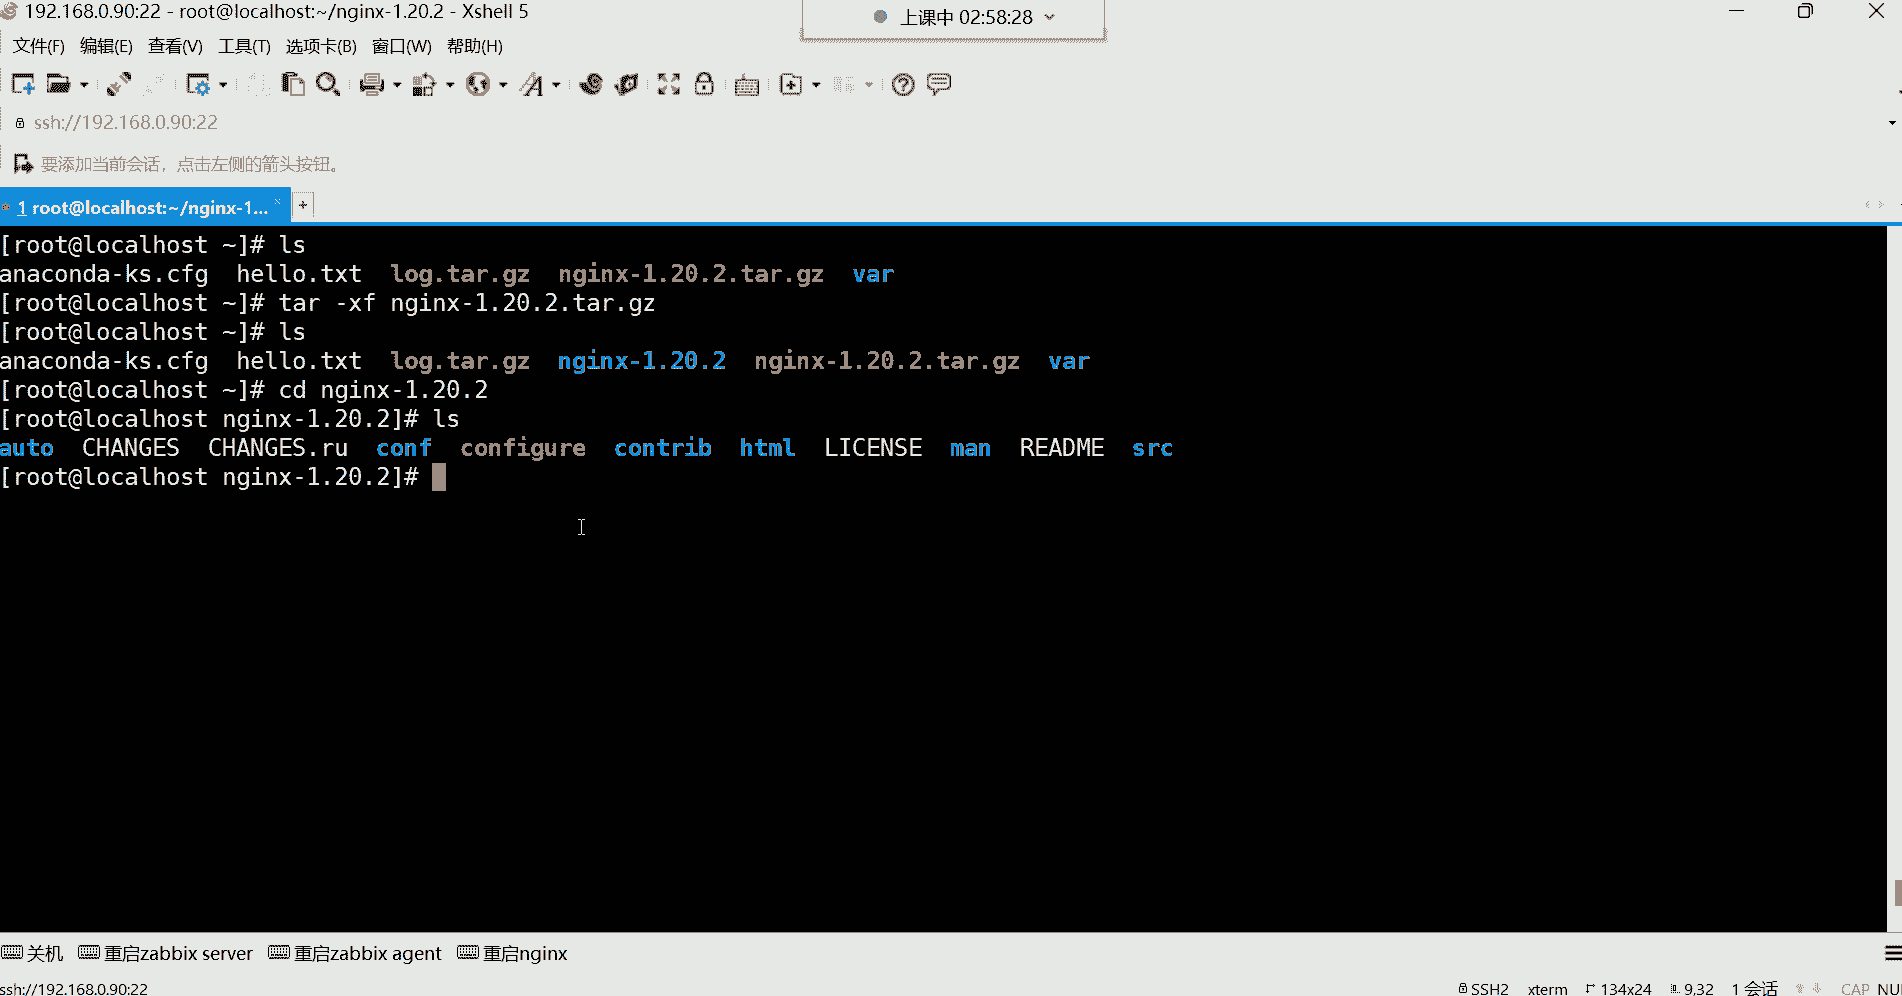 192.168.0.90:22 - root@localhost:~/nginx-1.20.2 - Xshell 5
上课中 02:58:28
文件(F) 编辑(E) 查看(V) 工具(T) 选项卡(B) 窗口(W) 帮助(H)
ssh://192.168.0.90:22
要添加当前会话，点击左侧的箭头按钮。
1 root@localhost:~/nginx-1...
[root@localhost ~]# ls
anaconda-ks.cfg hello.txt log.tar.gz nginx-1.20.2.tar.gz var
[root@localhost ~]# tar -xf nginx-1.20.2.tar.gz
[root@localhost ~]# ls
anaconda-ks.cfg hello.txt log.tar.gz nginx-1.20.2 nginx-1.20.2.tar.gz var
[root@localhost ~]# cd nginx-1.20.2
[root@localhost nginx-1.20.2]# ls
auto CHANGES CHANGES.ru conf configure contrib html LICENSE man README src
[root@localhost nginx-1.20.2]#
关机 重启zabbix server 重启zabbix agent 重启nginx
ssh://192.168.0.90:22 SSH2 xterm 134x24 9,32 1 会话 CAP NU